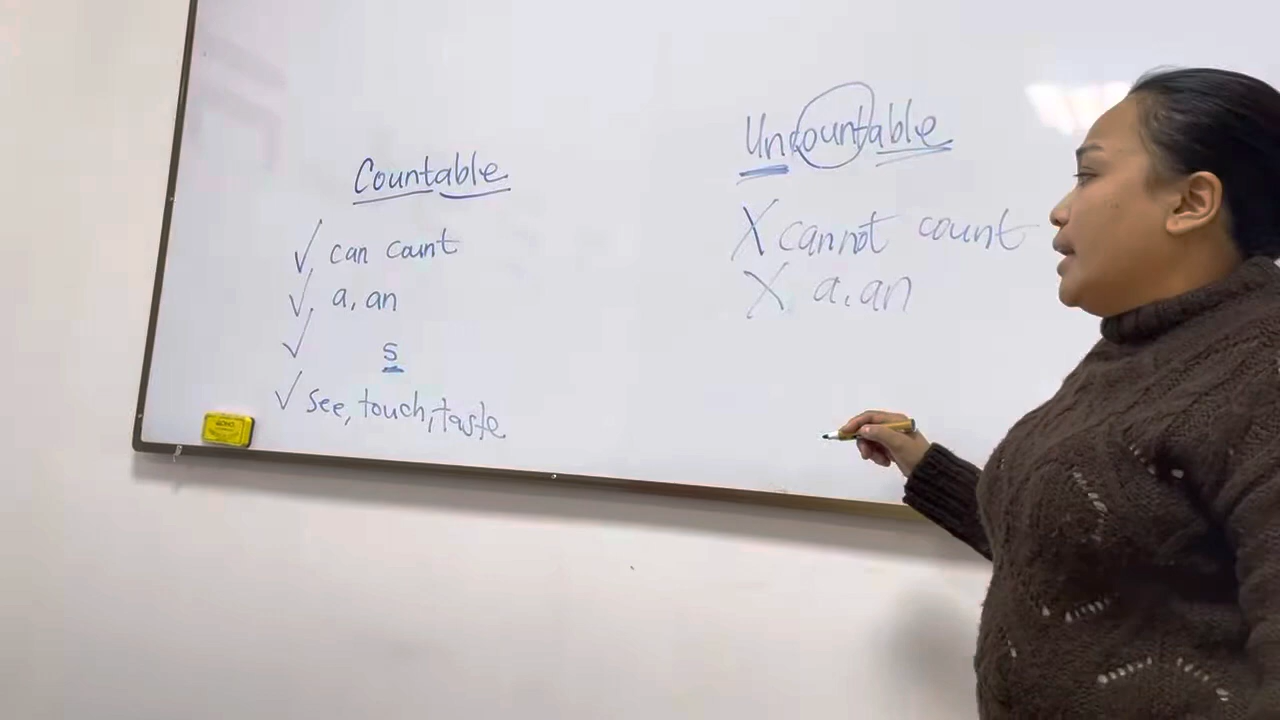 Countable
✓ can count
✓ a, an
✓ s
✓ see, touch, taste
Uncountable
X cannot count
X a, an